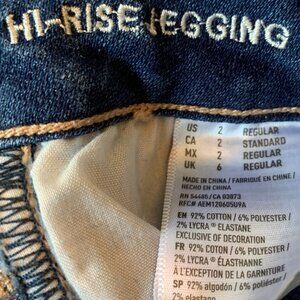 HI-RISE JEGGING
US 2 REGULAR
CA 2 STANDARD
MX 2 REGULAR
UK 6 REGULAR
MADE IN CHINA / FABRIQUÉ EN CHINE /
HECHO EN CHINA
RN 54485 / CA 03873
RFC# AEM120605U9A
EN 92% COTTON / 6% POLYESTER /
2% LYCRA® ELASTANE
EXCLUSIVE OF DECORATION
FR 92% COTON / 6% POLYESTER /
2% LYCRA® ÉLASTHANNE
À L'EXCEPTION DE LA GARNITURE
SP 92% algodón / 6% poliéster /
2% elastano